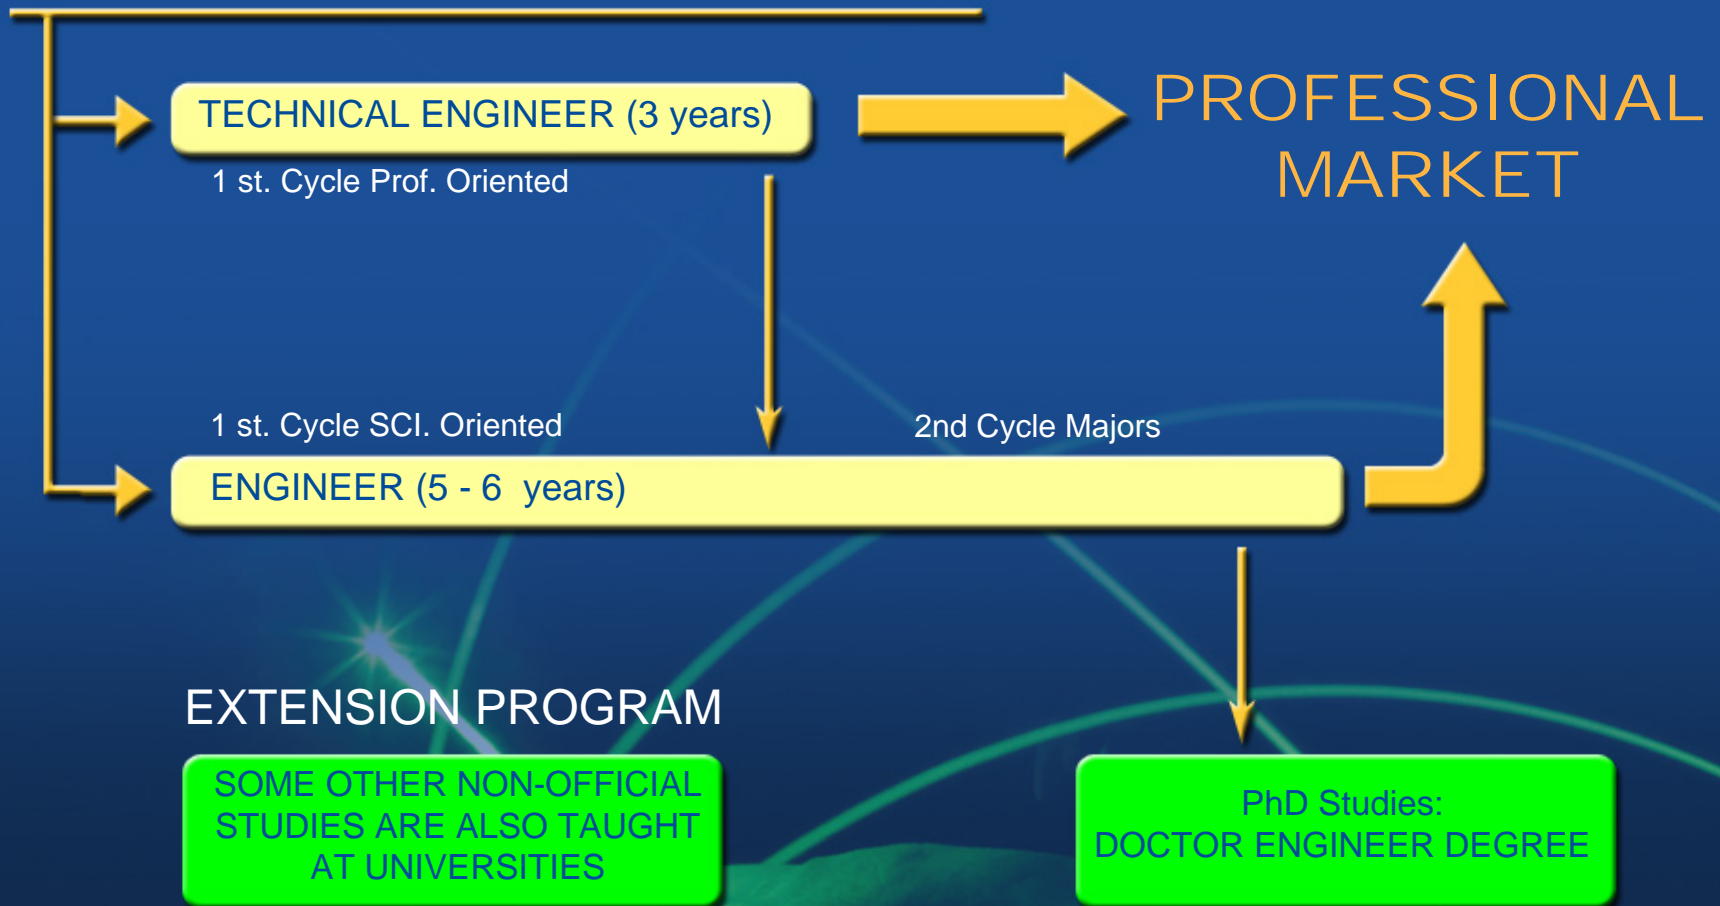 TECHNICAL ENGINEER (3 years)
1 st. Cycle Prof. Oriented
PROFESSIONAL
MARKET
1 st. Cycle SCI. Oriented
2nd Cycle Majors
ENGINEER (5 - 6 years)
EXTENSION PROGRAM
SOME OTHER NON-OFFICIAL
STUDIES ARE ALSO TAUGHT
AT UNIVERSITIES
PhD Studies:
DOCTOR ENGINEER DEGREE